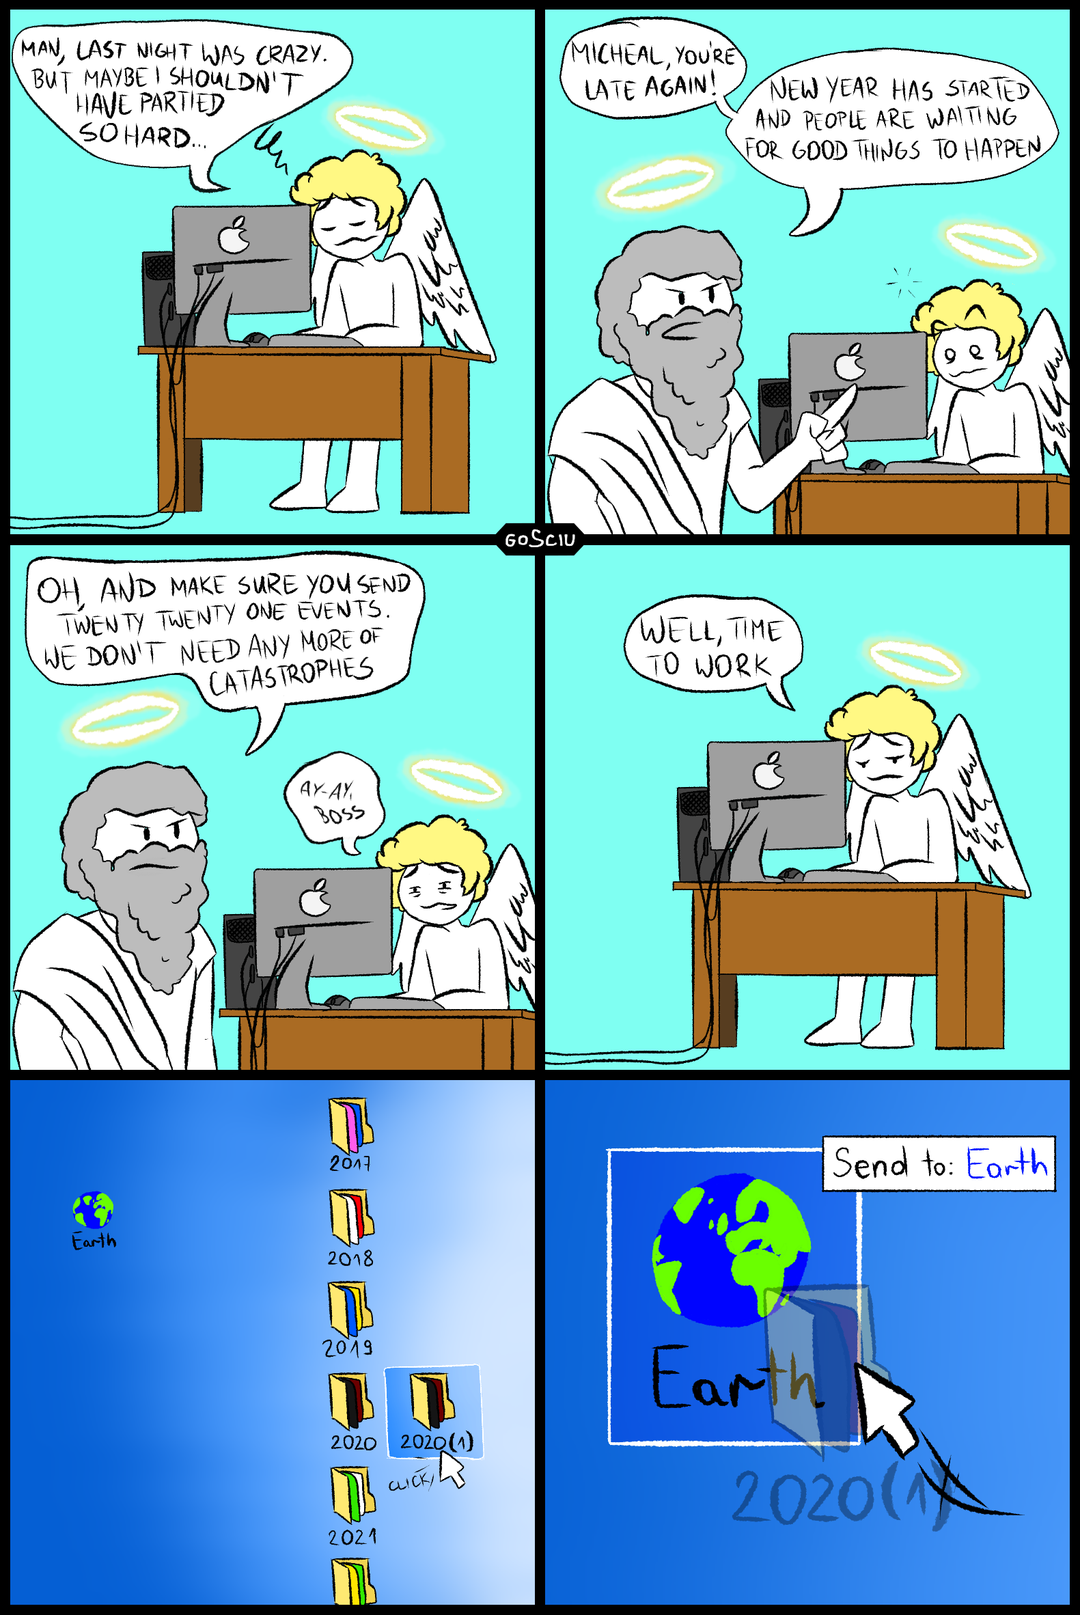 MAN, LAST NIGHT WAS CRAZY.
BUT MAYBE I SHOULDN'T
HAVE PARTIED
SO HARD...
MICHEAL, YOU'RE
LATE AGAIN!
NEW YEAR HAS STARTED
AND PEOPLE ARE WAITING
FOR GOOD THINGS TO HAPPEN
GOSCIU
OH, AND MAKE SURE YOU SEND
TWENTY TWENTY ONE EVENTS.
WE DON'T NEED ANY MORE OF
CATASTROPHES
AY-AY,
BOSS
WELL, TIME
TO WORK
2017
Earth
2018
2019
2020
2020(1)
CLICK
2021
Send to: Earth
Earth
2020(1)